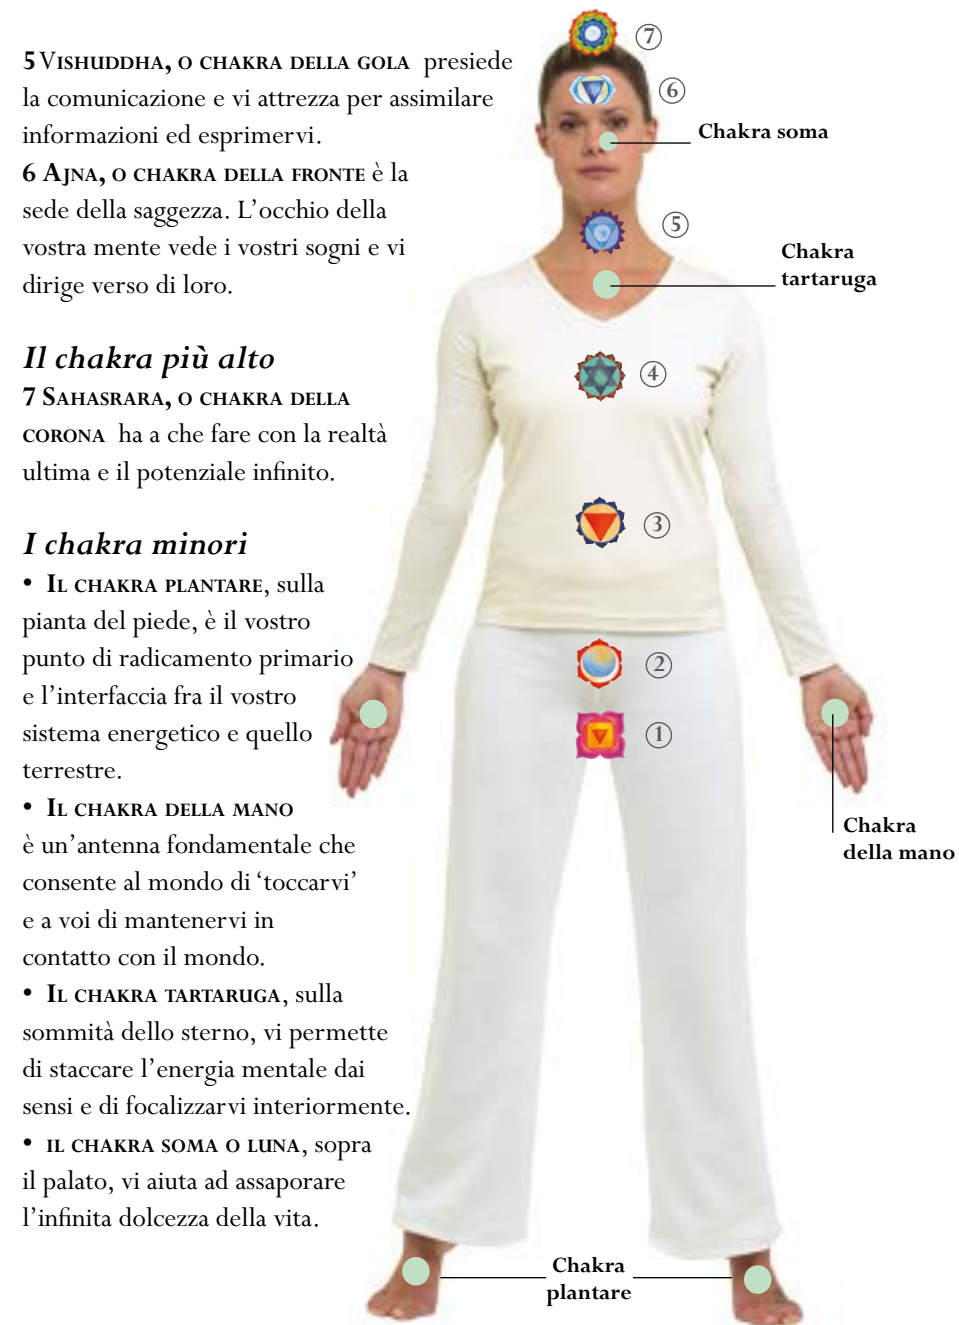 5 VISHUDDHA, O CHAKRA DELLA GOLA presiede
la comunicazione e vi attrezza per assimilare
informazioni ed esprimervi.
6 AJNA, O CHAKRA DELLA FRONTE è la
sede della saggezza. L’occhio della
vostra mente vede i vostri sogni e vi
dirige verso di loro.
Il chakra più alto
7 SAHASRARA, O CHAKRA DELLA
CORONA ha a che fare con la realtà
ultima e il potenziale infinito.
I chakra minori
• IL CHAKRA PLANTARE, sulla
pianta del piede, è il vostro
punto di radicamento primario
e l’interfaccia fra il vostro
sistema energetico e quello
terrestre.
• IL CHAKRA DELLA MANO
è un’antenna fondamentale che
consente al mondo di ‘toccarvi’
e a voi di mantenervi in
contatto con il mondo.
• IL CHAKRA TARTARUGA, sulla
sommità dello sterno, vi permette
di staccare l’energia mentale dai
sensi e di focalizzarvi interiormente.
• IL CHAKRA SOMA O LUNA, sopra
il palato, vi aiuta ad assaporare
l’infinita dolcezza della vita.
7
6
Chakra soma
5
Chakra
tartaruga
4
3
2
1
Chakra
della mano
Chakra
plantare